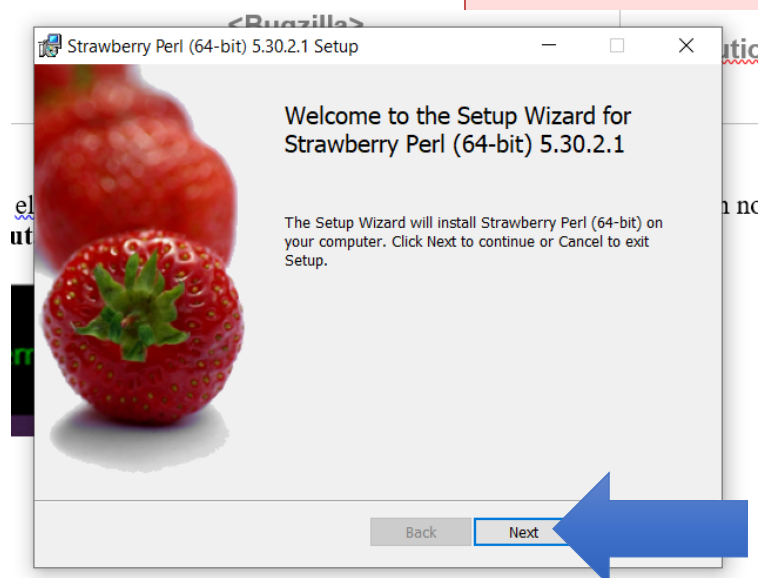 <Bugzilla>
Strawberry Perl (64-bit) 5.30.2.1 Setup
Welcome to the Setup Wizard for
Strawberry Perl (64-bit) 5.30.2.1
The Setup Wizard will install Strawberry Perl (64-bit) on
your computer. Click Next to continue or Cancel to exit
Setup.
Back
Next